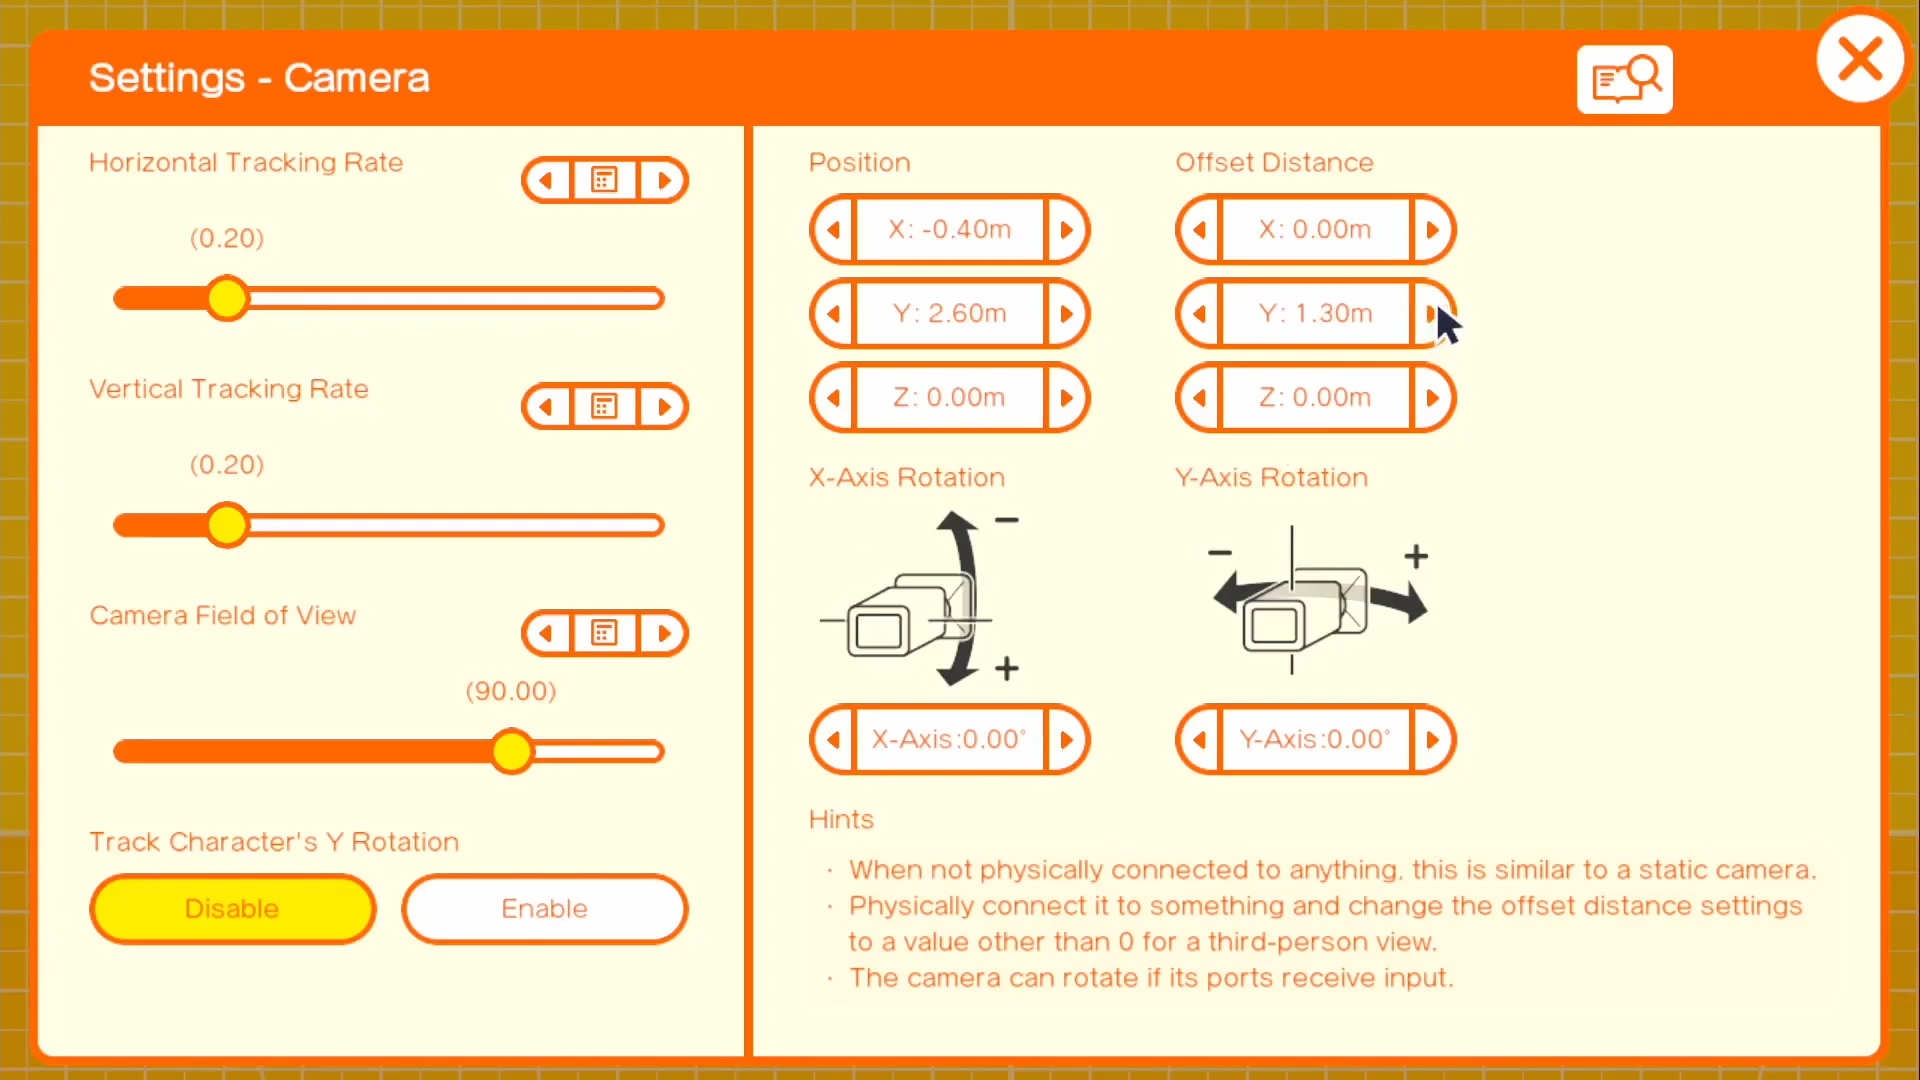 Settings - Camera
Horizontal Tracking Rate
(0.20)
Vertical Tracking Rate
(0.20)
Camera Field of View
(90.00)
Track Character's Y Rotation
Disable
Enable
Position
X: -0.40m
Y: 2.60m
Z: 0.00m
Offset Distance
X: 0.00m
Y: 1.30m
Z: 0.00m
X-Axis Rotation
−
+
X-Axis:0.00°
Y-Axis Rotation
−
+
Y-Axis:0.00°
Hints
· When not physically connected to anything, this is similar to a static camera.
· Physically connect it to something and change the offset distance settings
to a value other than 0 for a third-person view.
· The camera can rotate if its ports receive input.